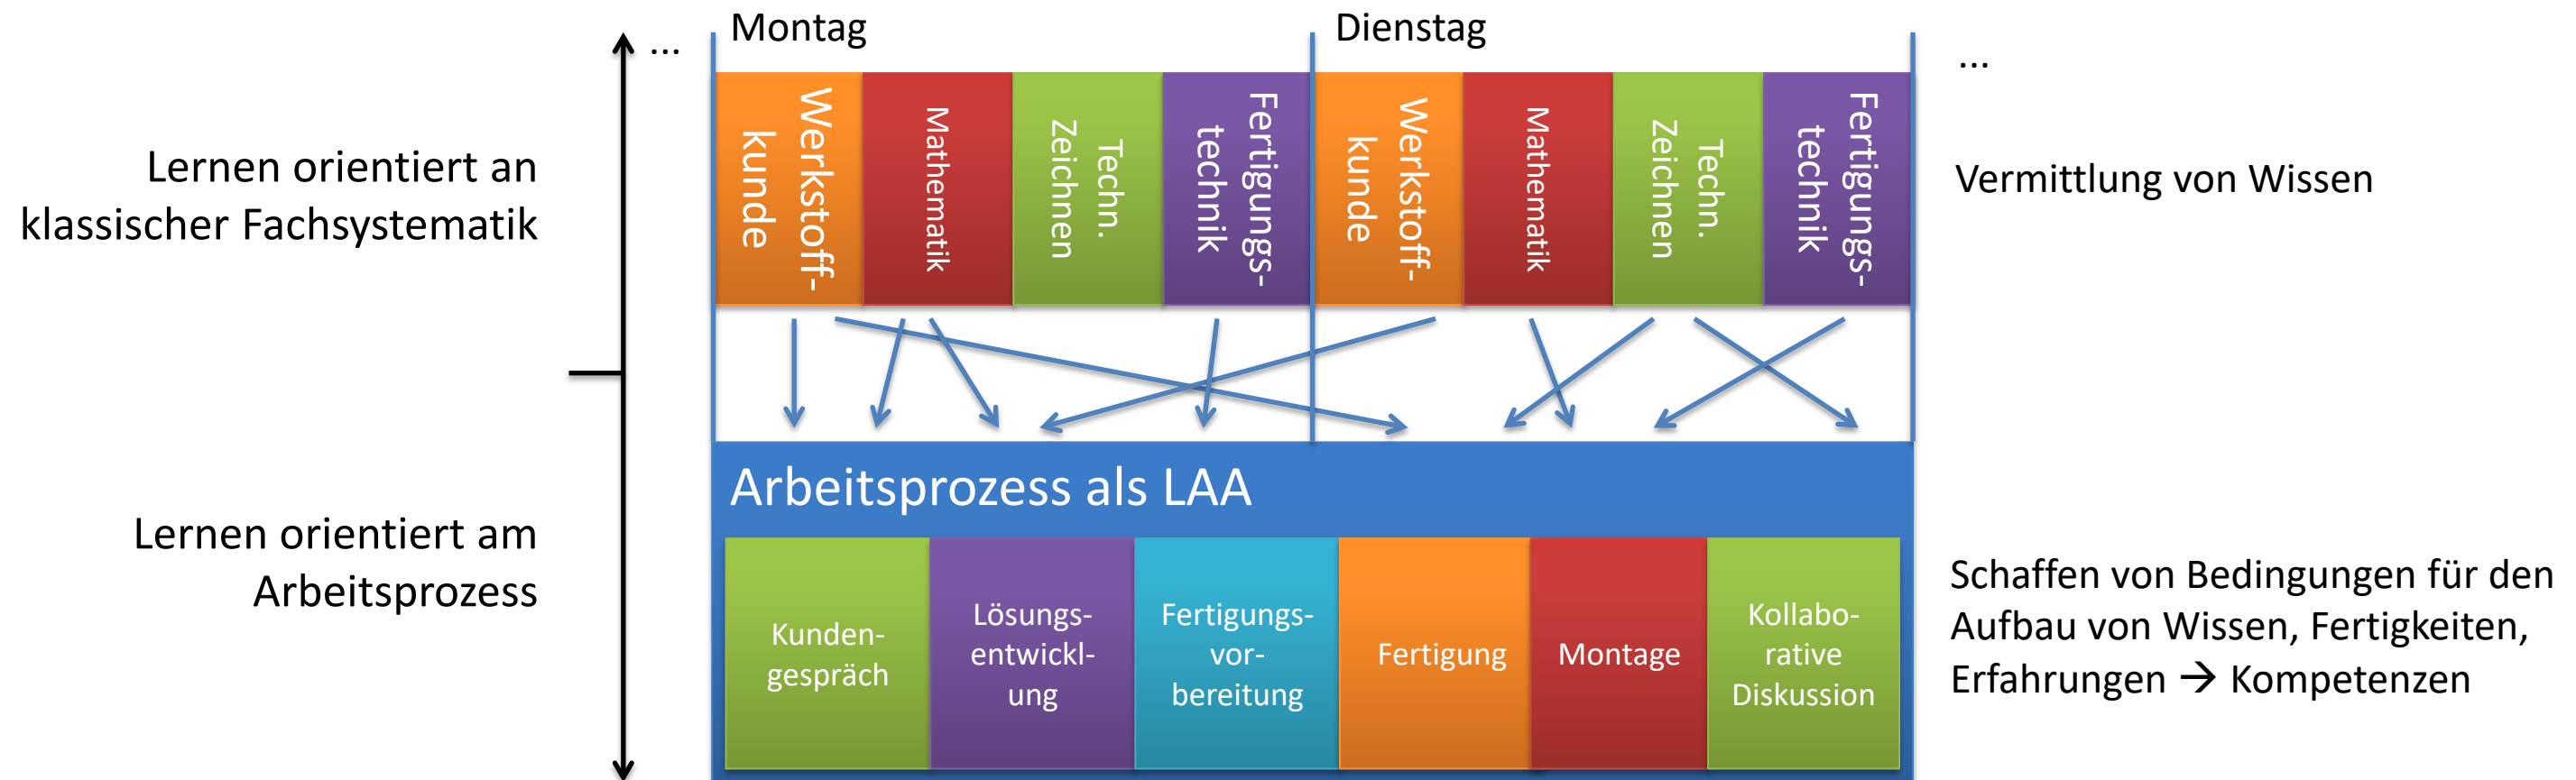 ...
Montag
Dienstag
...
Lernen orientiert an
klassischer Fachsystematik
Werkstoff-
kunde
Mathematik
Techn.
Zeichnen
Fertigungs-
technik
Werkstoff-
kunde
Mathematik
Techn.
Zeichnen
Fertigungs-
technik
Vermittlung von Wissen
Arbeitsprozess als LAA
Lernen orientiert am
Arbeitsprozess
Kunden-
gespräch
Lösungs-
entwickl-
ung
Fertigungs-
vor-
bereitung
Fertigung
Montage
Kollabo-
rative
Diskussion
Schaffen von Bedingungen für den
Aufbau von Wissen, Fertigkeiten,
Erfahrungen → Kompetenzen